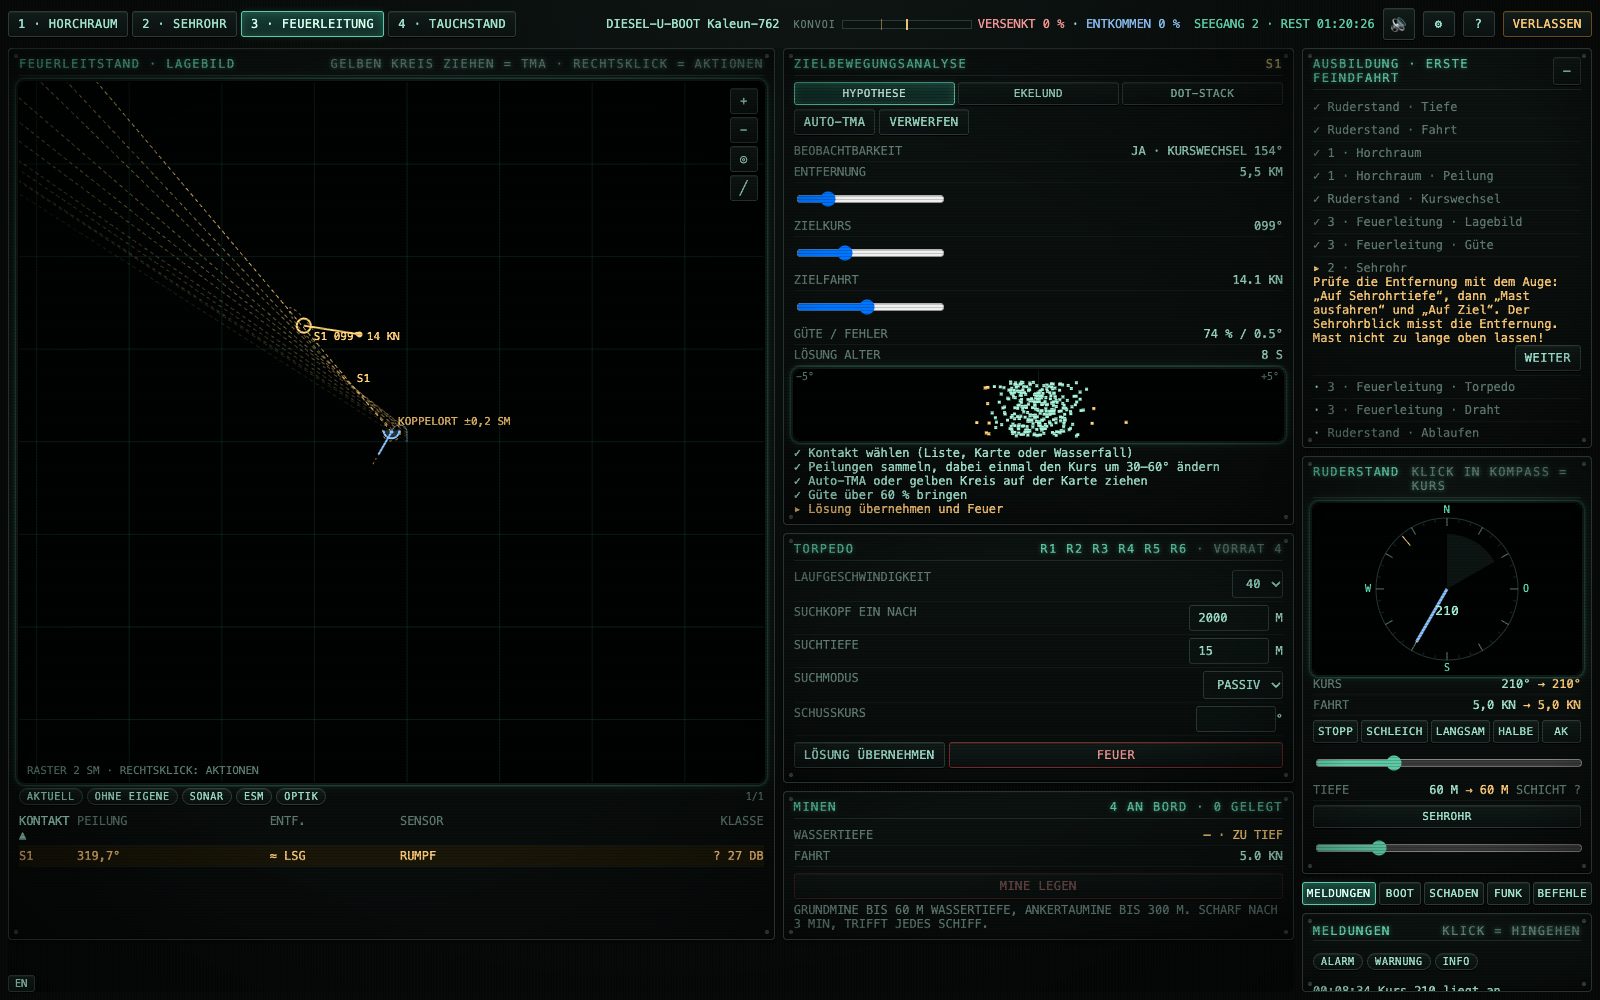 1 · HORCHRAUM
2 · SEHROHR
3 · FEUERLEITUNG
4 · TAUCHSTAND
DIESEL-U-BOOT Kaleun-762
KONVOI
VERSENKT 0 % · ENTKOMMEN 0 %
SEEGANG 2 · REST 01:20:26
?
VERLASSEN
FEUERLEITSTAND · LAGEBILD
GELBEN KREIS ZIEHEN = TMA · RECHTSKLICK = AKTIONEN
+
−
◎
╱
S1 099° 14 KN
S1
KOPPELORT ±0,2 SM
RASTER 2 SM · RECHTSKLICK: AKTIONEN
AKTUELL
OHNE EIGENE
SONAR
ESM
OPTIK
1/1
KONTAKT ▲ PEILUNG ENTF. SENSOR KLASSE
S1 319,7° ≈ LSG RUMPF ? 27 DB
EN
ZIELBEWEGUNGSANALYSE S1
HYPOTHESE
EKELUND
DOT-STACK
AUTO-TMA
VERWERFEN
BEOBACHTBARKEIT JA · KURSWECHSEL 154°
ENTFERNUNG 5,5 KM
ZIELKURS 099°
ZIELFAHRT 14.1 KN
GÜTE / FEHLER 74 % / 0.5°
LÖSUNG ALTER 8 S
−5° +5°
✓ Kontakt wählen (Liste, Karte oder Wasserfall)
✓ Peilungen sammeln, dabei einmal den Kurs um 30–60° ändern
✓ Auto-TMA oder gelben Kreis auf der Karte ziehen
✓ Güte über 60 % bringen
▸ Lösung übernehmen und Feuer
TORPEDO R1 R2 R3 R4 R5 R6 · VORRAT 4
LAUFGESCHWINDIGKEIT 40
SUCHKOPF EIN NACH 2000 M
SUCHTIEFE 15 M
SUCHMODUS PASSIV
SCHUSSKURS °
LÖSUNG ÜBERNEHMEN
FEUER
MINEN 4 AN BORD · 0 GELEGT
WASSERTIEFE — · ZU TIEF
FAHRT 5.0 KN
MINE LEGEN
GRUNDMINE BIS 60 M WASSERTIEFE, ANKERTAUMINE BIS 300 M. SCHARF NACH
3 MIN, TRIFFT JEDES SCHIFF.
AUSBILDUNG · ERSTE
FEINDFAHRT
—
✓ Ruderstand · Tiefe
✓ Ruderstand · Fahrt
✓ 1 · Horchraum
✓ 1 · Horchraum · Peilung
✓ Ruderstand · Kurswechsel
✓ 3 · Feuerleitung · Lagebild
✓ 3 · Feuerleitung · Güte
▸ 2 · Sehrohr
Prüfe die Entfernung mit dem Auge:
„Auf Sehrohrtiefe“, dann „Mast
ausfahren“ und „Auf Ziel“. Der
Sehrohrblick misst die Entfernung.
Mast nicht zu lange oben lassen!
WEITER
· 3 · Feuerleitung · Torpedo
· 3 · Feuerleitung · Draht
· Ruderstand · Ablaufen
RUDERSTAND KLICK IN KOMPASS =
KURS
N
W
O
210
S
KURS 210° → 210°
FAHRT 5,0 KN → 5,0 KN
STOPP
SCHLEICH
LANGSAM
HALBE
AK
TIEFE 60 M → 60 M SCHICHT ?
SEHROHR
MELDUNGEN
BOOT
SCHADEN
FUNK
BEFEHLE
MELDUNGEN KLICK = HINGEHEN
ALARM
WARNUNG
INFO
00:08:34 Kurs 210 liegt an